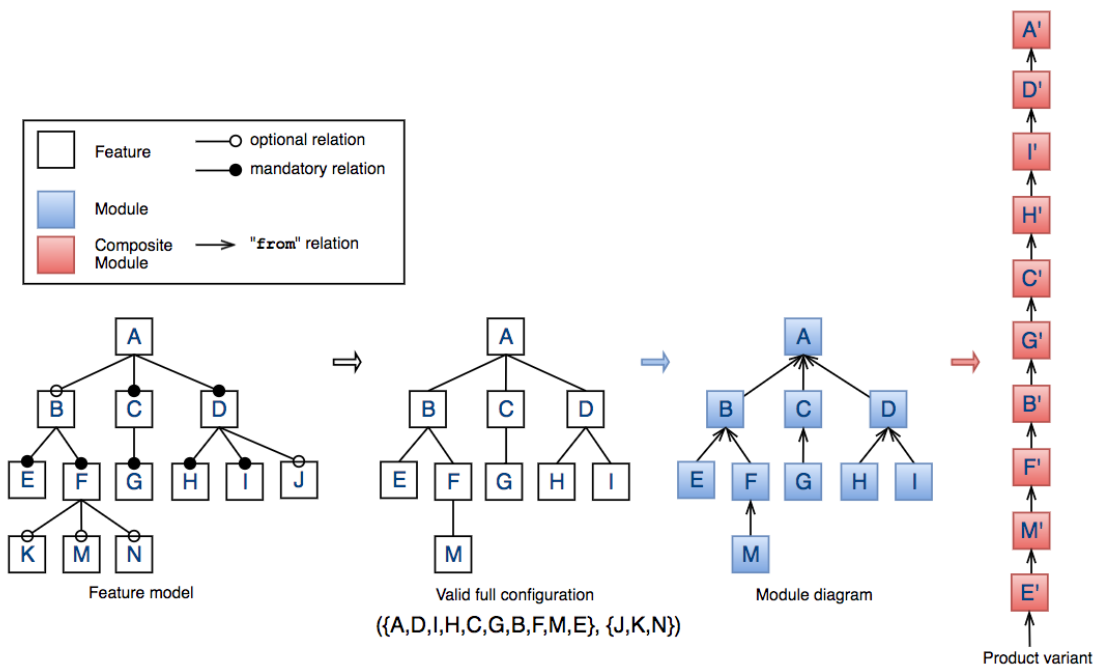 Feature
optional relation
mandatory relation
Module
Composite
Module
"from" relation
A
B C D
E F G H I J
K M N
Feature model
A
B C D
E F G H I
M
Valid full configuration
({A,D,I,H,C,G,B,F,M,E}, {J,K,N})
A
B C D
E F G H I
M
Module diagram
A'
D'
I'
H'
C'
G'
B'
F'
M'
E'
Product variant